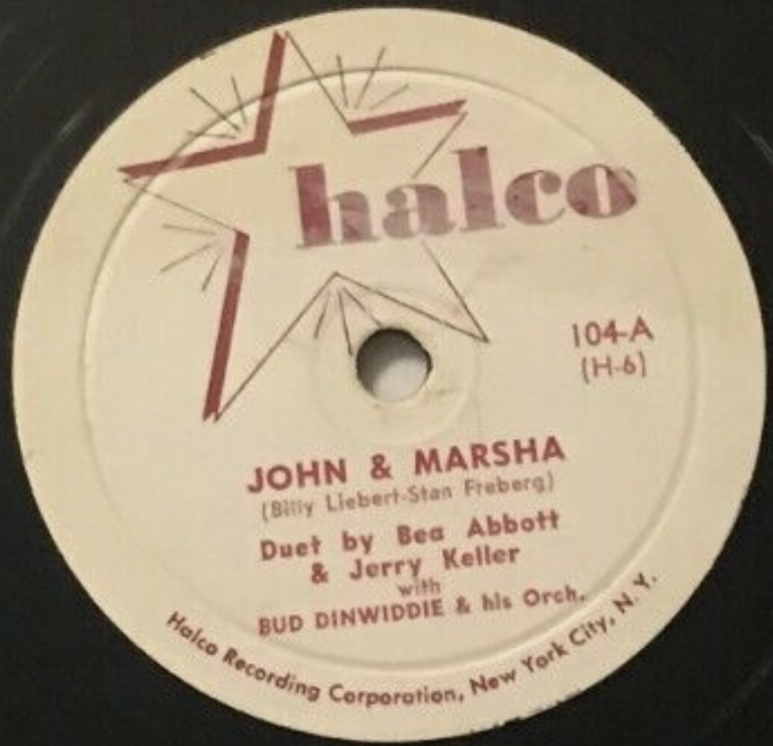 halco
104-A
(H-6)
JOHN & MARSHA
(Billy Liebert-Stan Freberg)
Duet by Bea Abbott
& Jerry Keller
with
BUD DINWIDDIE & his Orch.
Halco Recording Corporation, New York City, N. Y.